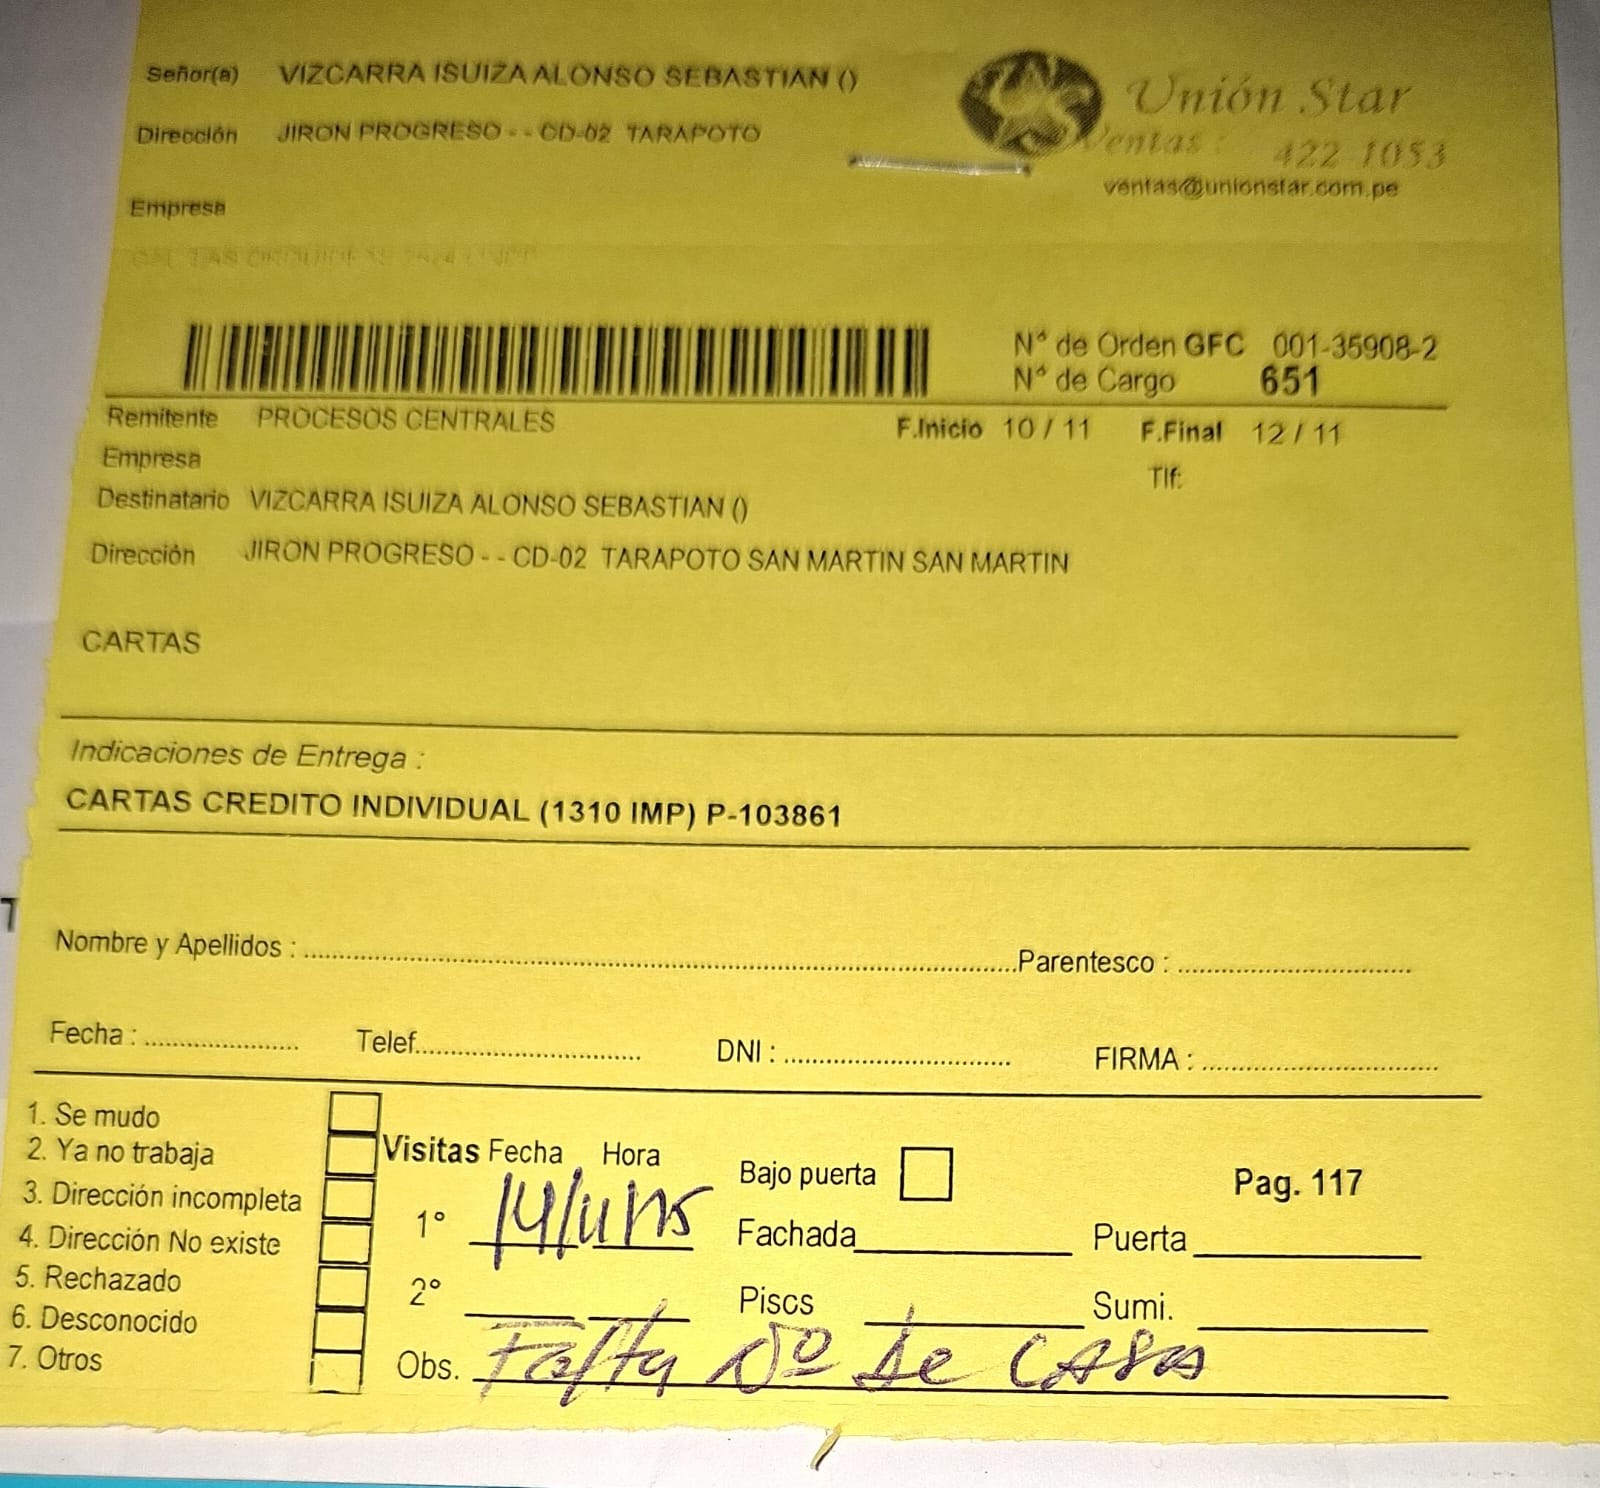 Señor(a) VIZCARRA ISUIZA ALONSO SEBASTIAN ()
Unión Star
Dirección JIRON PROGRESO - - CD-02 TARAPOTO
Ventas : 422 1053
ventas@unionstar.com.pe
Empresa
N° de Orden GFC 001-35908-2
N° de Cargo 651
Remitente PROCESOS CENTRALES
F.Inicio 10 / 11 F.Final 12 / 11
Empresa
Tlf:
Destinatario VIZCARRA ISUIZA ALONSO SEBASTIAN ()
Dirección JIRON PROGRESO - - CD-02 TARAPOTO SAN MARTIN SAN MARTIN
CARTAS
Indicaciones de Entrega :
CARTAS CREDITO INDIVIDUAL (1310 IMP) P-103861
Nombre y Apellidos : Parentesco :
Fecha : Telef. DNI : FIRMA :
1. Se mudo
2. Ya no trabaja
3. Dirección incompleta
4. Dirección No existe
5. Rechazado
6. Desconocido
7. Otros
Visitas Fecha Hora
1° 14/11
2°
Obs. Falta N° de CASA
Bajo puerta
Pag. 117
Fachada Puerta
Pisos Sumi.